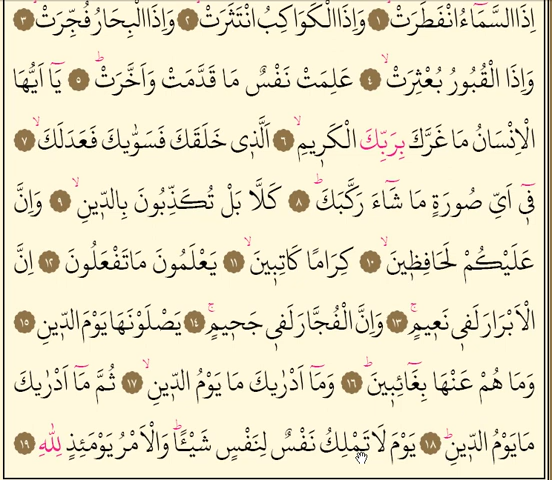 اِذَا السَّمَٓاءُ انْفَطَرَتْۙ ﴿١﴾ وَاِذَا الْكَوَاكِبُ انْتَثَرَتْۙ ﴿٢﴾ وَاِذَا الْبِحَارُ فُجِّرَتْۙ ﴿٣﴾
وَاِذَا الْقُبُورُ بُعْثِرَتْۙ ﴿٤﴾ عَلِمَتْ نَفْسٌ مَا قَدَّمَتْ وَاَخَّرَتْۜ ﴿٥﴾ يَٓا اَيُّهَا
الْاِنْسَانُ مَا غَرَّكَ بِرَبِّكَ الْكَرٖيمِۙ ﴿٦﴾ اَلَّذٖى خَلَقَكَ فَسَوّٰيكَ فَعَدَلَكَۙ ﴿٧﴾
فٖٓى اَىِّ صُورَةٍ مَا شَٓاءَ رَكَّبَكَۜ ﴿٨﴾ كَلَّا بَلْ تُكَذِّبُونَ بِالدّٖينِۙ ﴿٩﴾ وَاِنَّ
عَلَيْكُمْ لَحَافِظٖينَۙ ﴿١٠﴾ كِرَامًا كَاتِبٖينَۙ ﴿١١﴾ يَعْلَمُونَ مَا تَفْعَلُونَ ﴿١٢﴾ اِنَّ
الْاَبْرَارَ لَفٖى نَعٖيمٍۚ ﴿١٣﴾ وَاِنَّ الْفُجَّارَ لَفٖى جَحٖيمٍۚ ﴿١٤﴾ يَصْلَوْنَهَا يَوْمَ الدّٖينِ ﴿١٥﴾
وَمَا هُمْ عَنْهَا بِغَٓائِبٖينَۜ ﴿١٦﴾ وَمَٓا اَدْرٰيكَ مَا يَوْمُ الدّٖينِۙ ﴿١٧﴾ ثُمَّ مَٓا اَدْرٰيكَ
مَا يَوْمُ الدّٖينِۜ ﴿١٨﴾ يَوْمَ لَا تَمْلِكُ نَفْسٌ لِنَفْسٍ شَيْـًٔاۜ وَالْاَمْرُ يَوْمَئِذٍ لِلّٰهِ ﴿١٩﴾